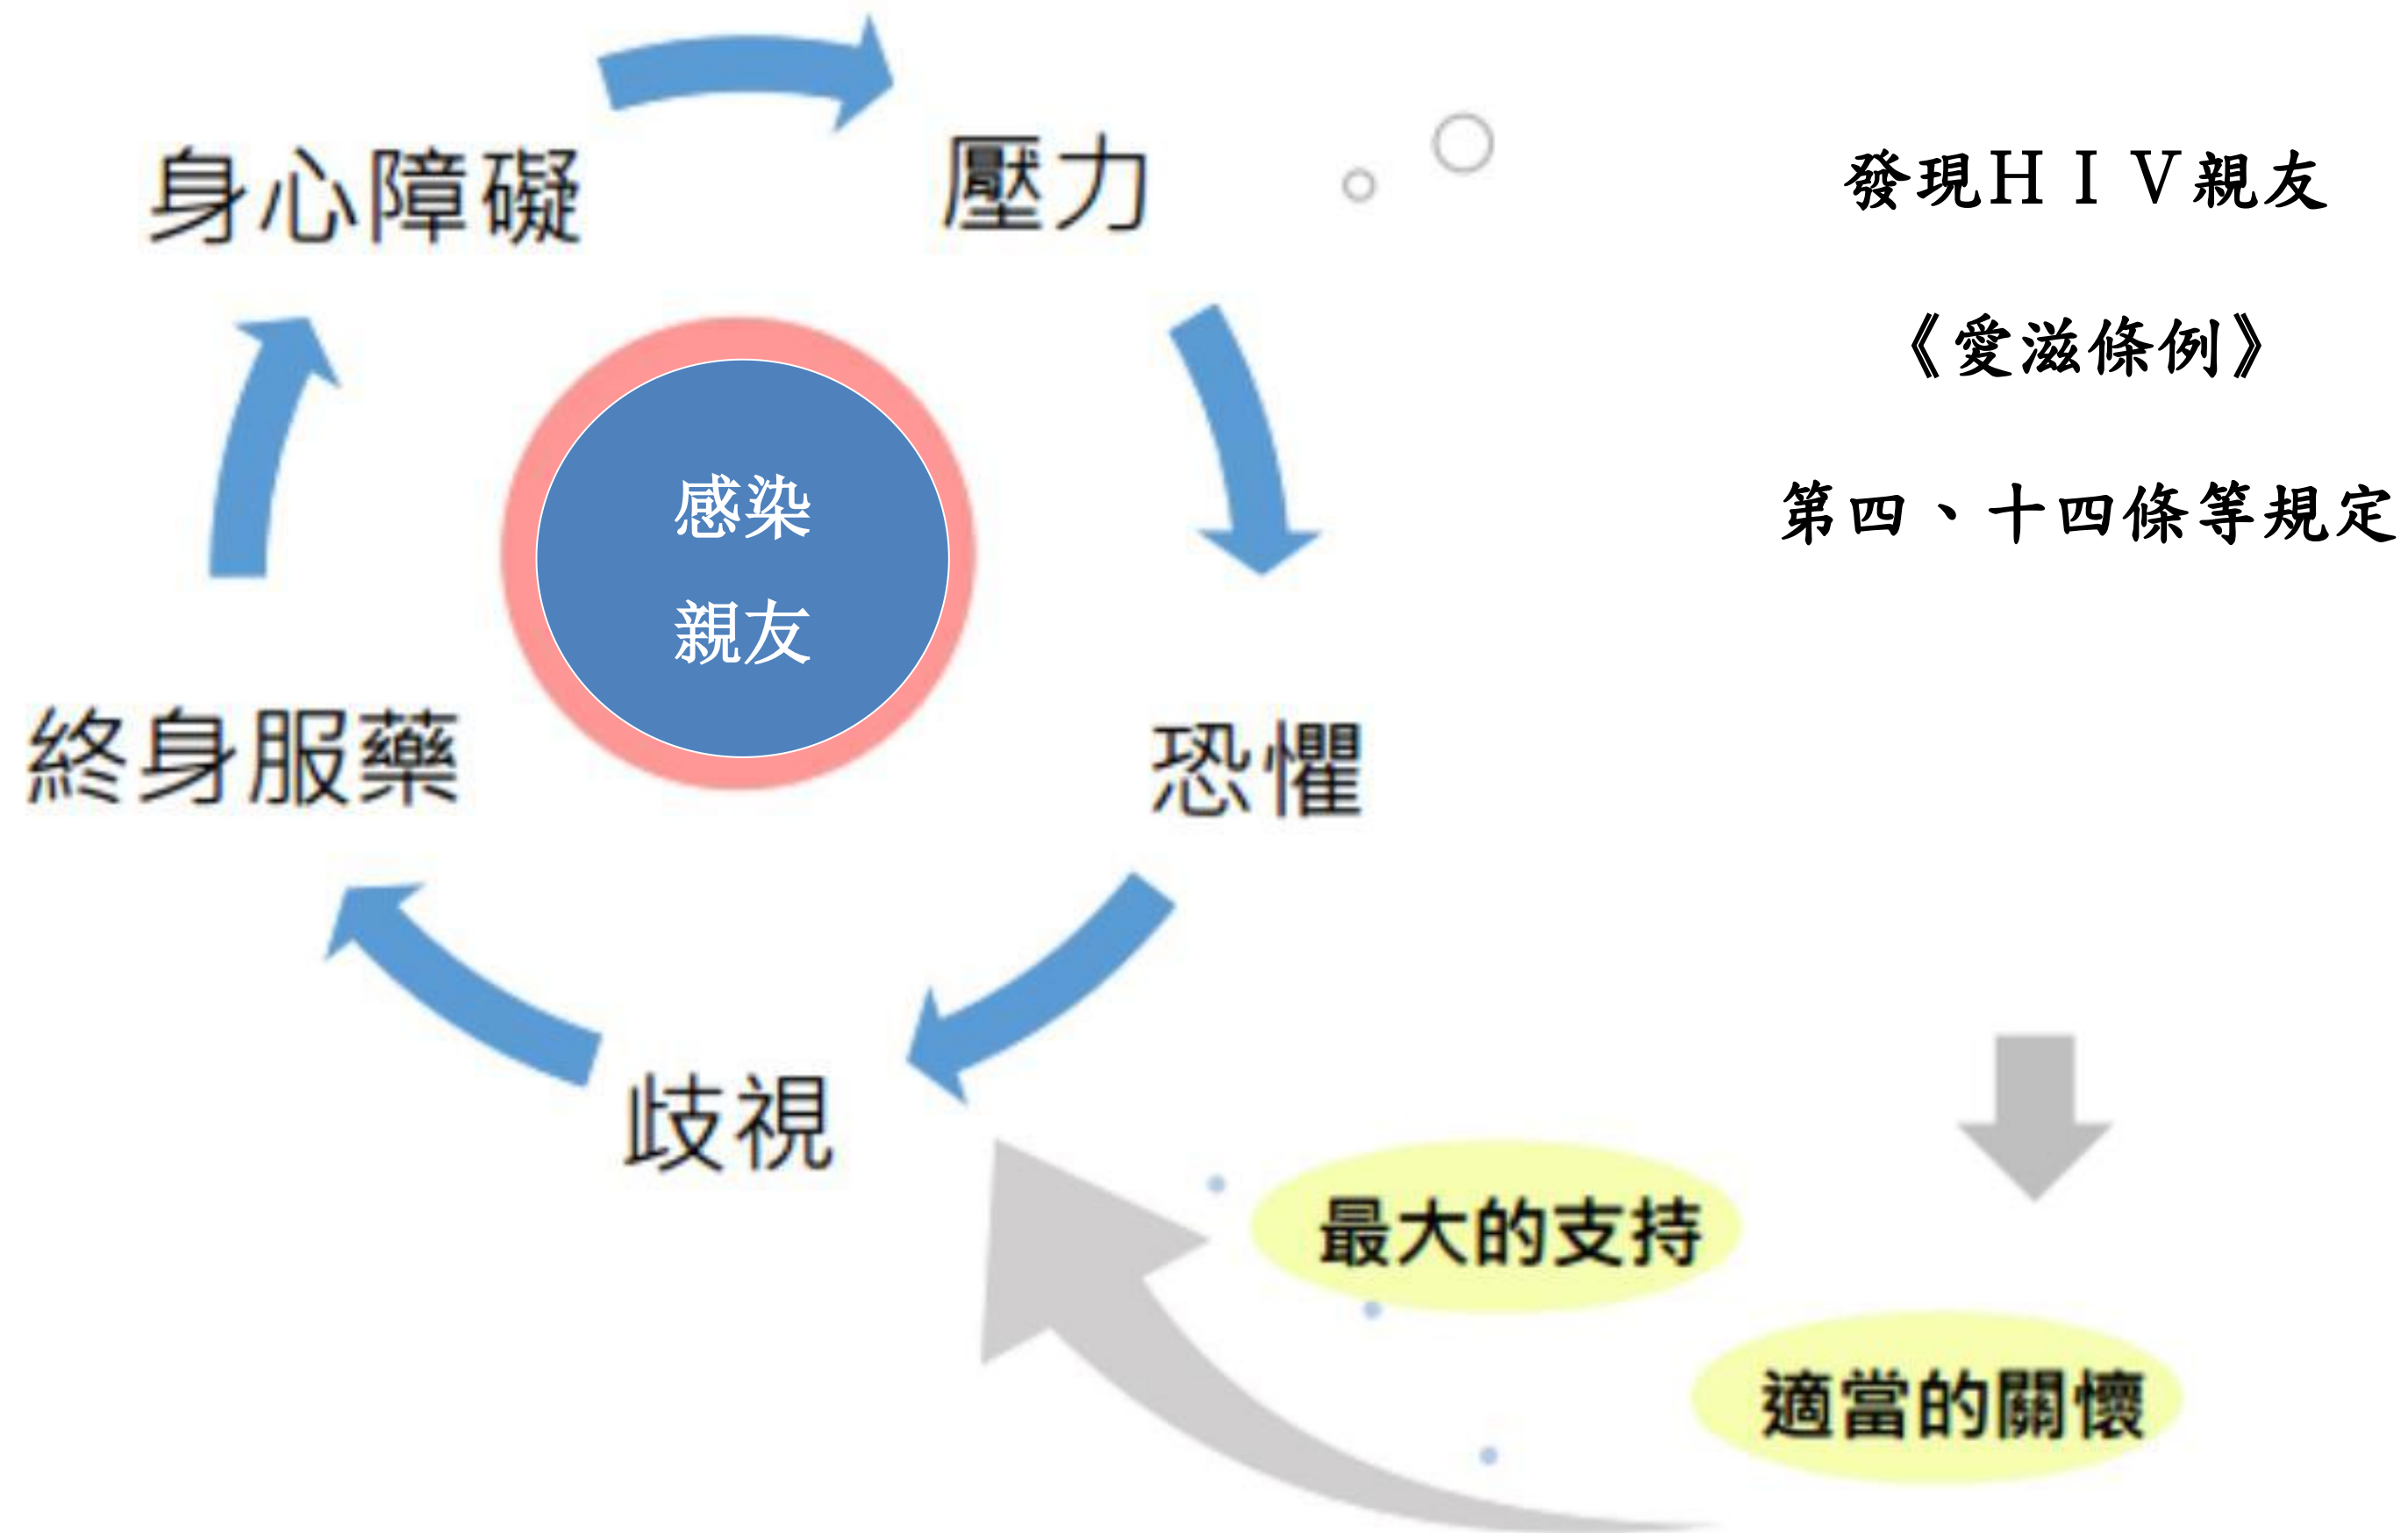 身心障礙
壓力
發現ＨＩＶ親友
《愛滋條例》
第四、十四條等規定
感染
親友
終身服藥
恐懼
歧視
最大的支持
適當的關懷